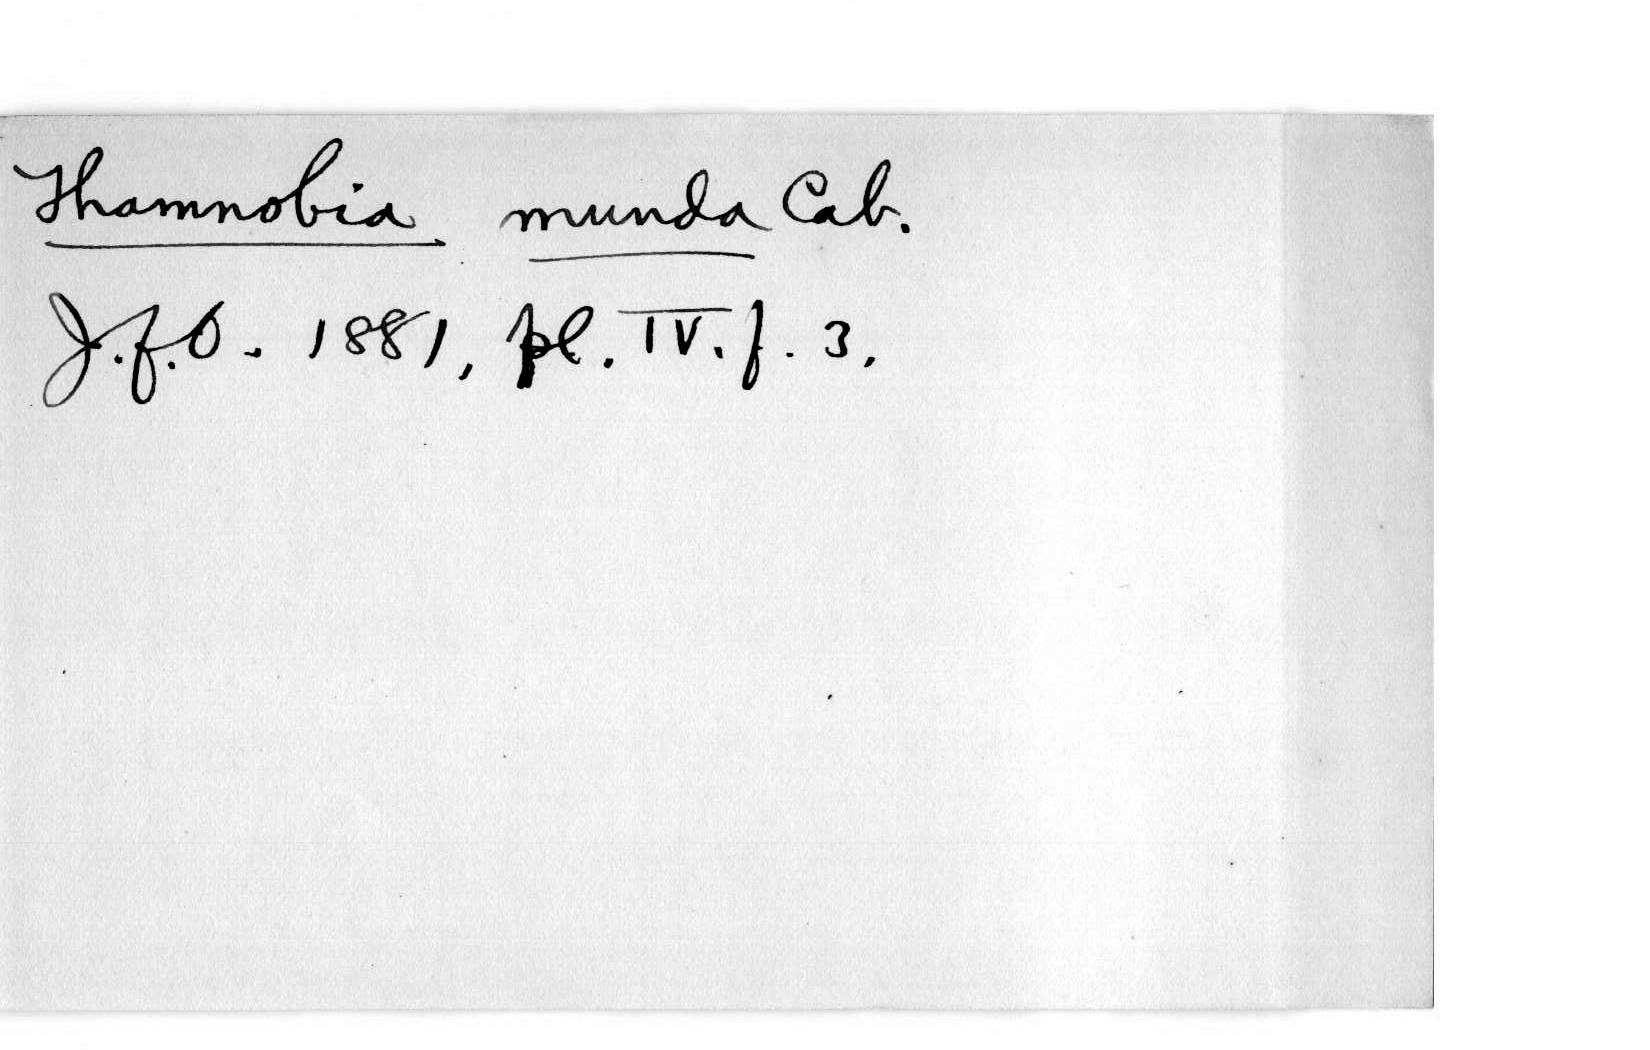 Thamnobia munda Cab.
J.f.O. 1881, pl. IV. f. 3.